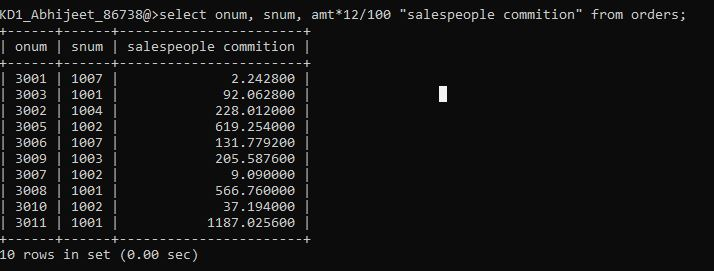 KD1_Abhijeet_86738@>select onum, snum, amt*12/100 "salespeople commition" from orders;
+------+------+-----------------------+
| onum | snum | salespeople commition |
+------+------+-----------------------+
| 3001 | 1007 |              2.242800 |
| 3003 | 1001 |             92.062800 |
| 3002 | 1004 |            228.012000 |
| 3005 | 1002 |            619.254000 |
| 3006 | 1007 |            131.779200 |
| 3009 | 1003 |            205.587600 |
| 3007 | 1002 |              9.090000 |
| 3008 | 1001 |            566.760000 |
| 3010 | 1002 |             37.194000 |
| 3011 | 1001 |           1187.025600 |
+------+------+-----------------------+
10 rows in set (0.00 sec)